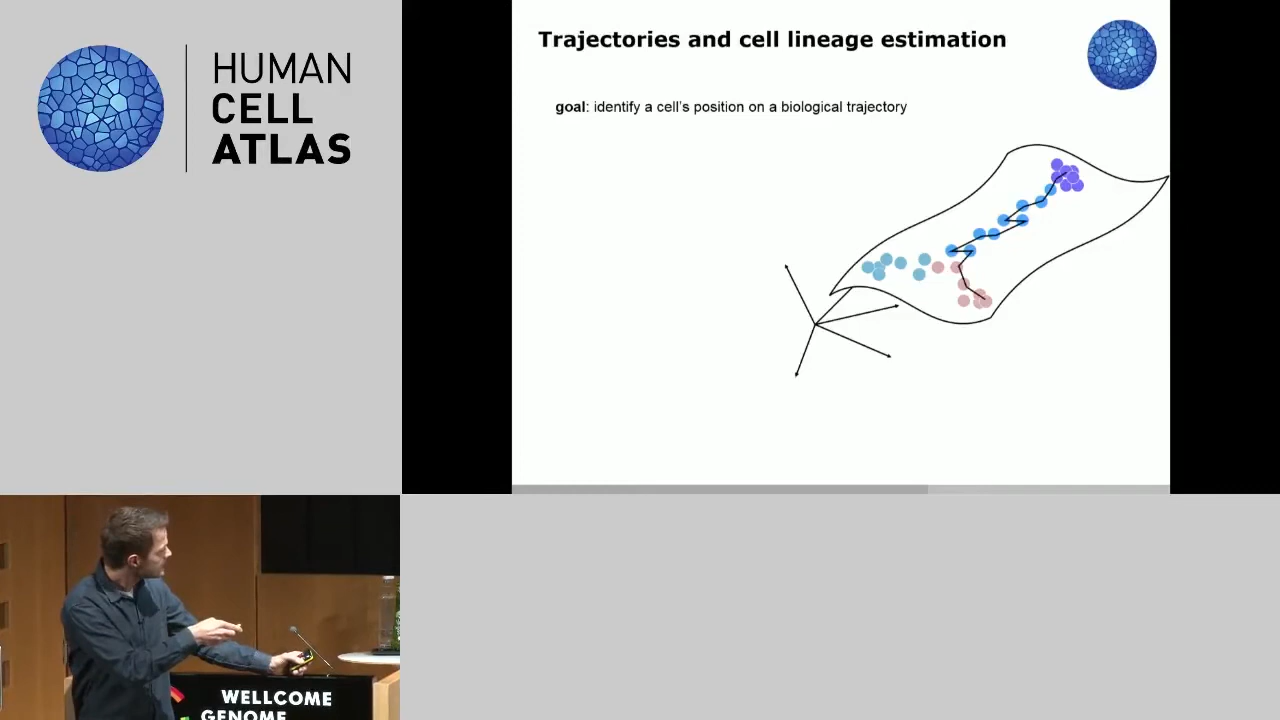 HUMAN
CELL
ATLAS
Trajectories and cell lineage estimation
goal: identify a cell's position on a biological trajectory
WELLCOME
GENOME